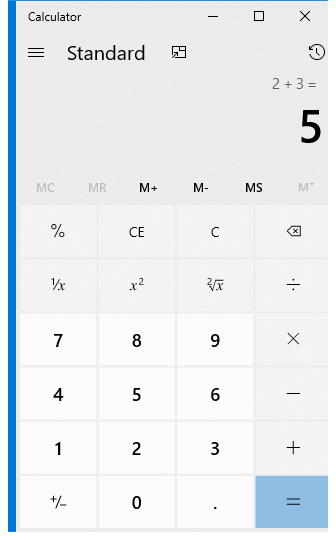 Calculator
Standard
2 + 3 =
5
MC MR M+ M- MS M˅
% CE C
¹/x x² ²√x ÷
7 8 9 ×
4 5 6 −
1 2 3 +
+/− 0 . =